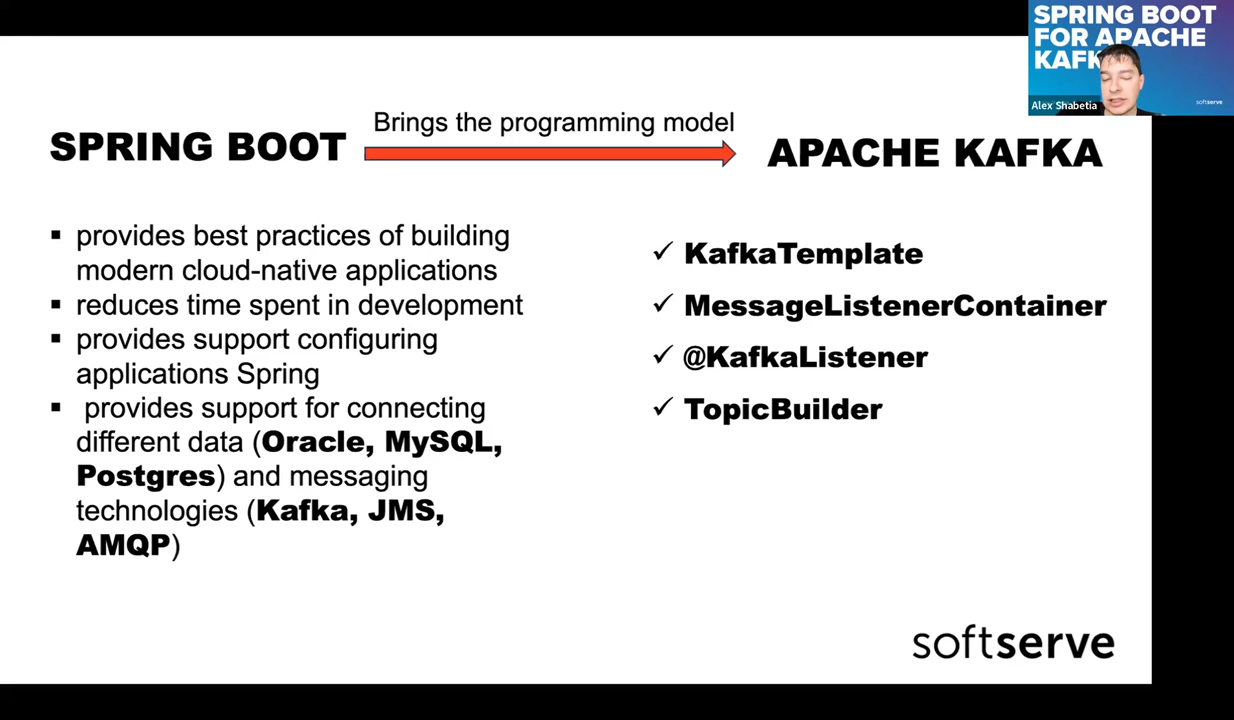 SPRING BOOT
FOR APACHE
Alex Shabetia
softserve
Brings the programming model
SPRING BOOT
APACHE KAFKA
▪ provides best practices of building
modern cloud-native applications
▪ reduces time spent in development
▪ provides support configuring
applications Spring
▪ provides support for connecting
different data (Oracle, MySQL,
Postgres) and messaging
technologies (Kafka, JMS,
AMQP)
✓ KafkaTemplate
✓ MessageListenerContainer
✓ @KafkaListener
✓ TopicBuilder
softserve